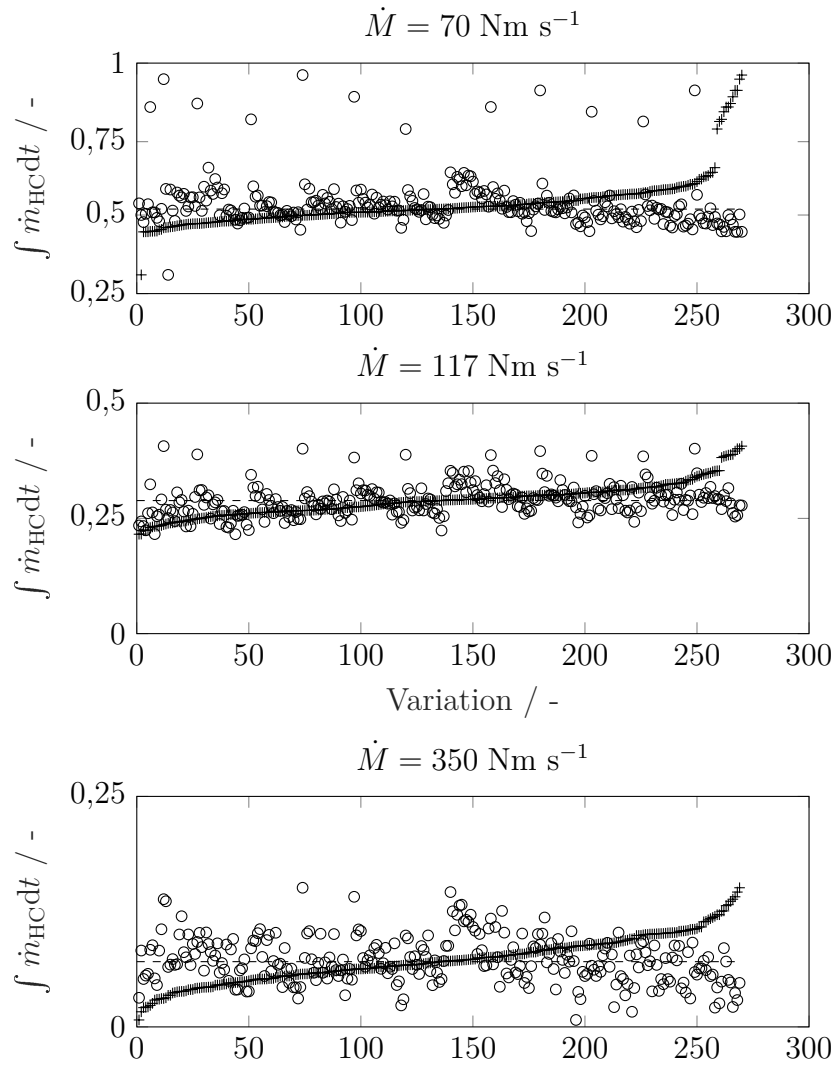 Ṁ = 70 Nm s⁻¹
1
0,75
0,5
0,25
∫ ṁ_HC dt / -
0 50 100 150 200 250 300
Ṁ = 117 Nm s⁻¹
0,5
0,25
0
∫ ṁ_HC dt / -
0 50 100 150 200 250 300
Variation / -
Ṁ = 350 Nm s⁻¹
0,25
0
∫ ṁ_HC dt / -
0 50 100 150 200 250 300